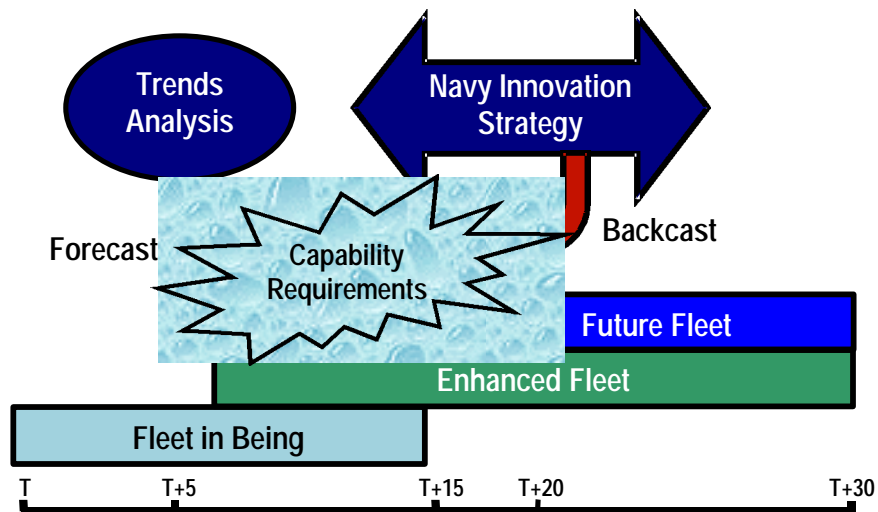 Trends
Analysis
Navy Innovation
Strategy
Forecast
Capability
Requirements
Backcast
Future Fleet
Enhanced Fleet
Fleet in Being
T
T+5
T+15
T+20
T+30